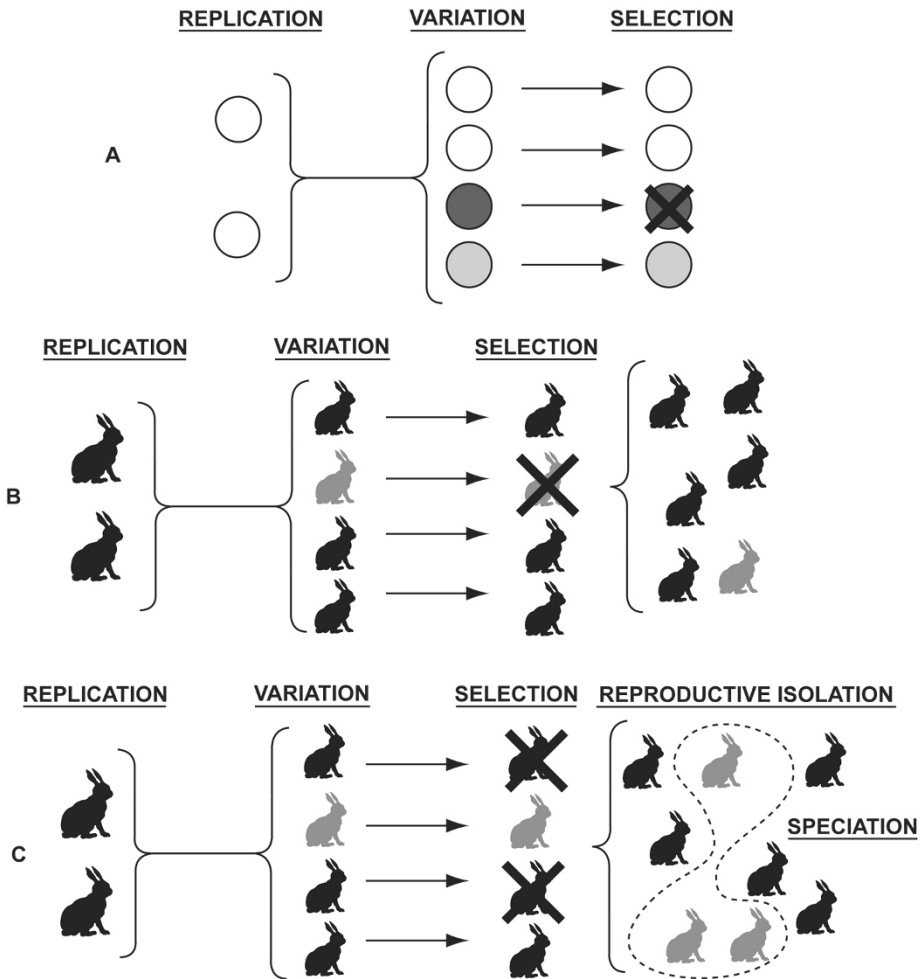 REPLICATION VARIATION SELECTION
A
REPLICATION VARIATION SELECTION
B
REPLICATION VARIATION SELECTION REPRODUCTIVE ISOLATION
SPECIATION
C